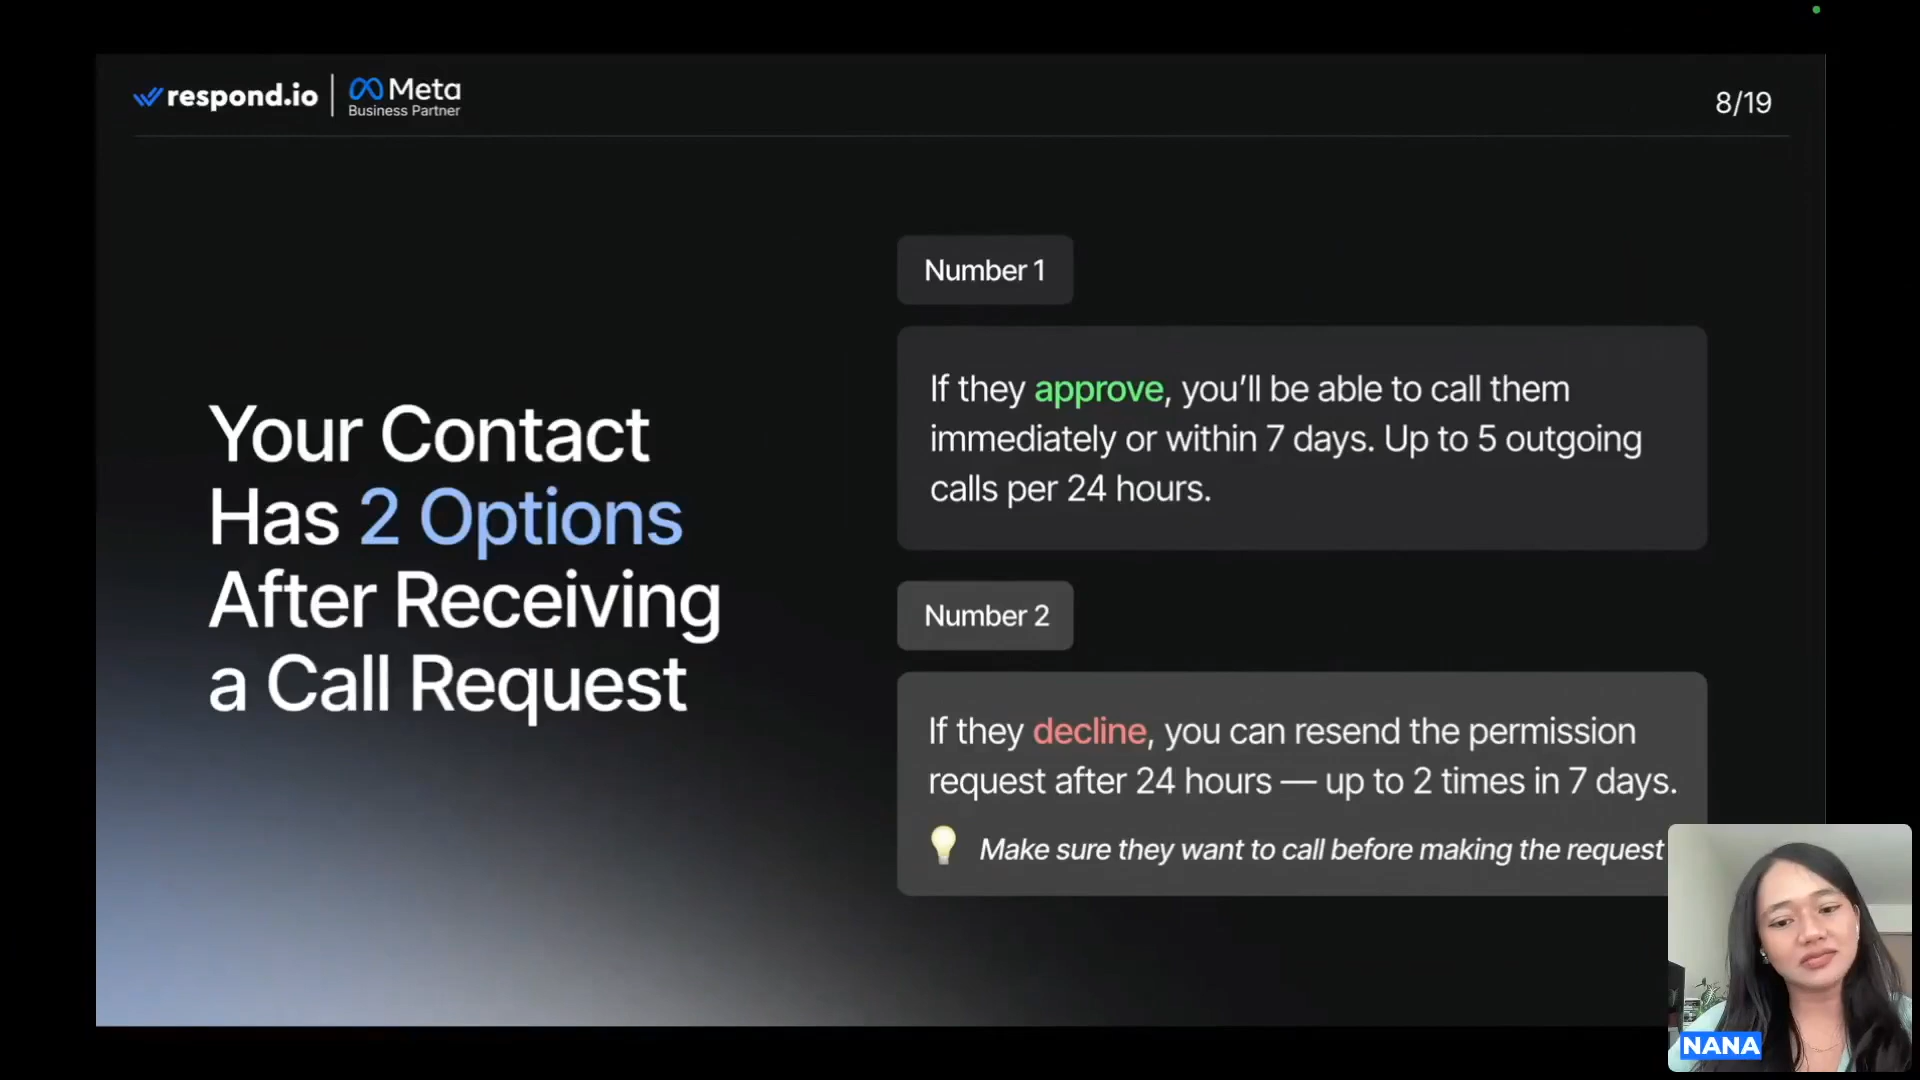 respond.io
Meta
Business Partner
8/19
Your Contact
Has 2 Options
After Receiving
a Call Request
Number 1
If they approve, you’ll be able to call them
immediately or within 7 days. Up to 5 outgoing
calls per 24 hours.
Number 2
If they decline, you can resend the permission
request after 24 hours — up to 2 times in 7 days.
Make sure they want to call before making the request
NANA